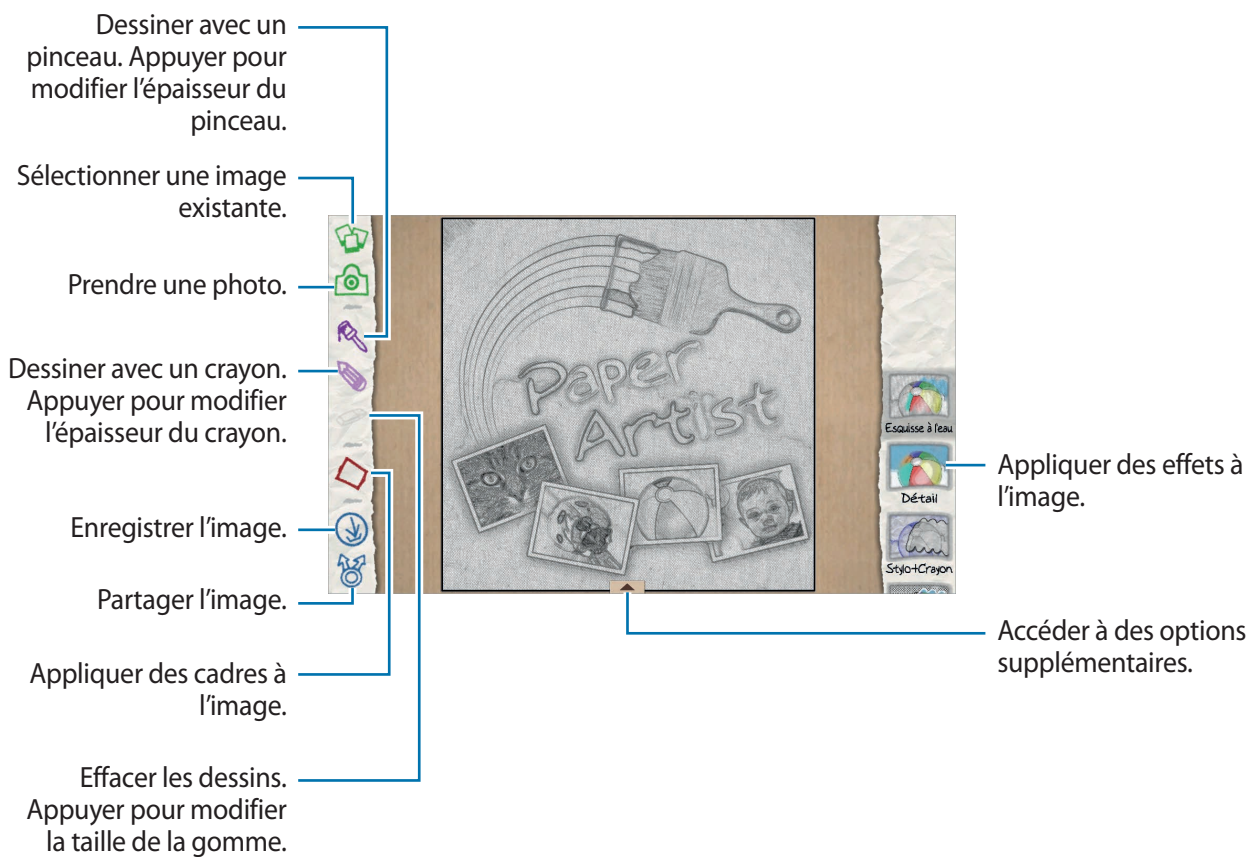 Dessiner avec un
pinceau. Appuyer pour
modifier l’épaisseur du
pinceau.
Sélectionner une image
existante.
Prendre une photo.
Dessiner avec un crayon.
Appuyer pour modifier
l’épaisseur du crayon.
Enregistrer l’image.
Partager l’image.
Appliquer des cadres à
l’image.
Effacer les dessins.
Appuyer pour modifier
la taille de la gomme.
Paper
Artist
Esquisse à l'eau
Détail
Stylo+Crayon
Appliquer des effets à
l’image.
Accéder à des options
supplémentaires.